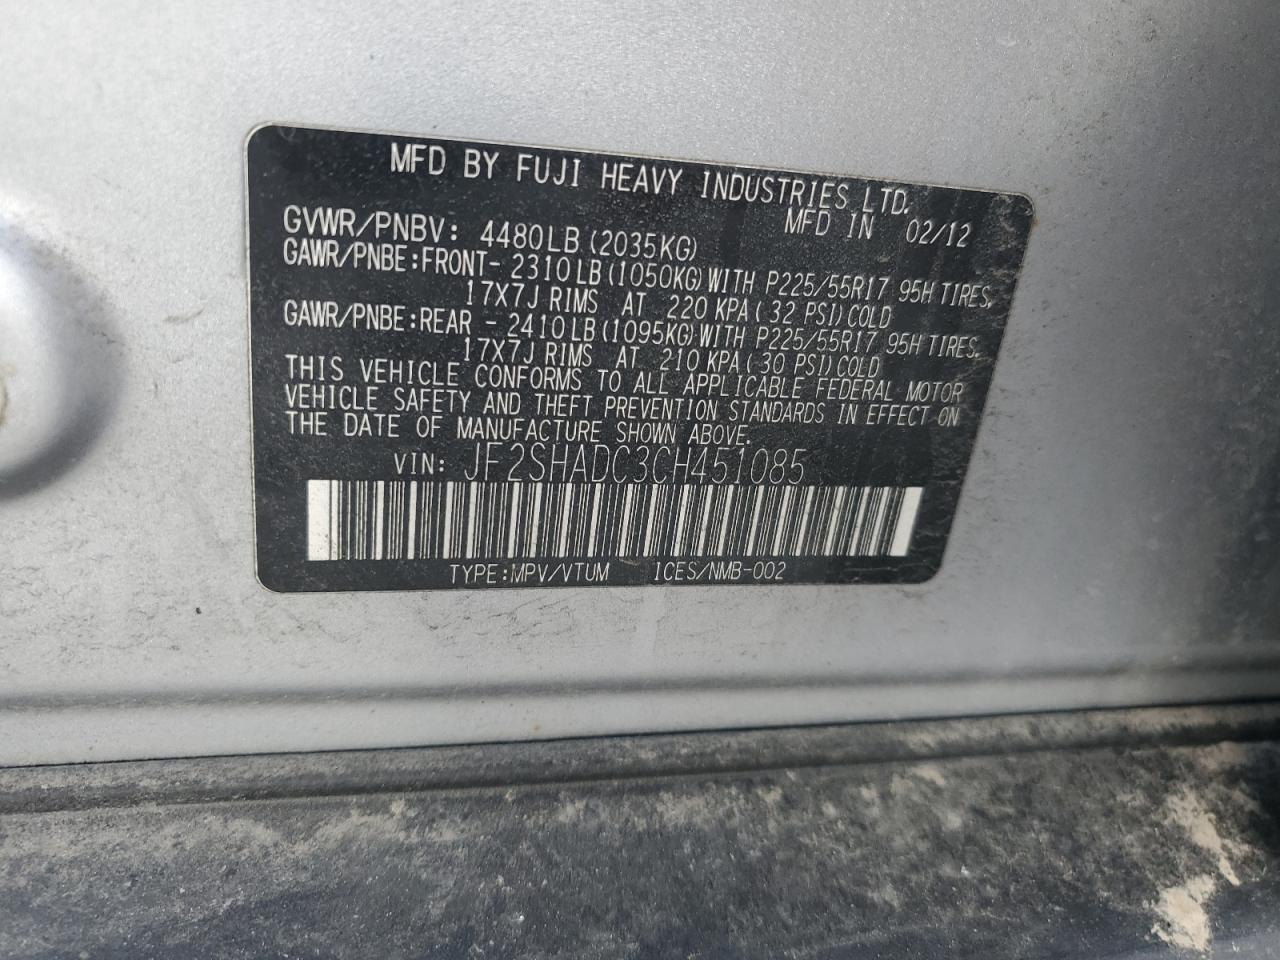 MFD BY FUJI HEAVY INDUSTRIES LTD.
MFD IN 02/12
GVWR/PNBV: 4480LB (2035KG)
GAWR/PNBE:FRONT- 2310LB (1050KG) WITH P225/55R17 95H TIRES,
17X7J RIMS AT 220 KPA ( 32 PSI) COLD
GAWR/PNBE:REAR - 2410LB (1095KG) WITH P225/55R17 95H TIRES,
17X7J RIMS AT 210 KPA ( 30 PSI) COLD
THIS VEHICLE CONFORMS TO ALL APPLICABLE FEDERAL MOTOR
VEHICLE SAFETY AND THEFT PREVENTION STANDARDS IN EFFECT ON
THE DATE OF MANUFACTURE SHOWN ABOVE.
VIN: JF2SHADC3CH451085
TYPE:MPV/VTUM ICES/NMB-002